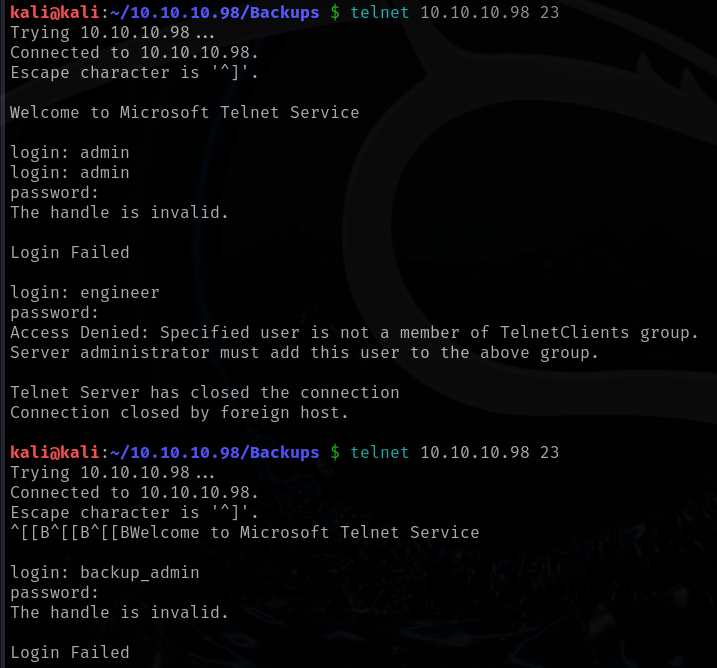 kali@kali:~/10.10.10.98/Backups $ telnet 10.10.10.98 23
Trying 10.10.10.98...
Connected to 10.10.10.98.
Escape character is '^]'.
Welcome to Microsoft Telnet Service
login: admin
login: admin
password:
The handle is invalid.
Login Failed
login: engineer
password:
Access Denied: Specified user is not a member of TelnetClients group.
Server administrator must add this user to the above group.
Telnet Server has closed the connection
Connection closed by foreign host.
kali@kali:~/10.10.10.98/Backups $ telnet 10.10.10.98 23
Trying 10.10.10.98...
Connected to 10.10.10.98.
Escape character is '^]'.
^[[B^[[B^[[BWelcome to Microsoft Telnet Service
login: backup_admin
password:
The handle is invalid.
Login Failed